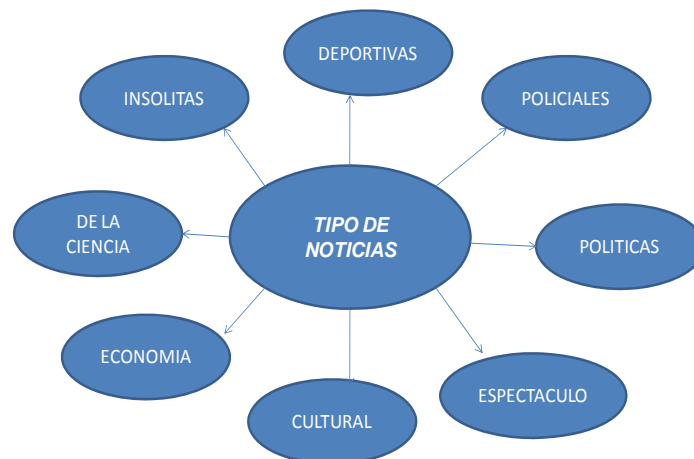 DEPORTIVAS
INSOLITAS
POLICIALES
DE LA
CIENCIA
TIPO DE
NOTICIAS
POLITICAS
ECONOMIA
ESPECTACULO
CULTURAL